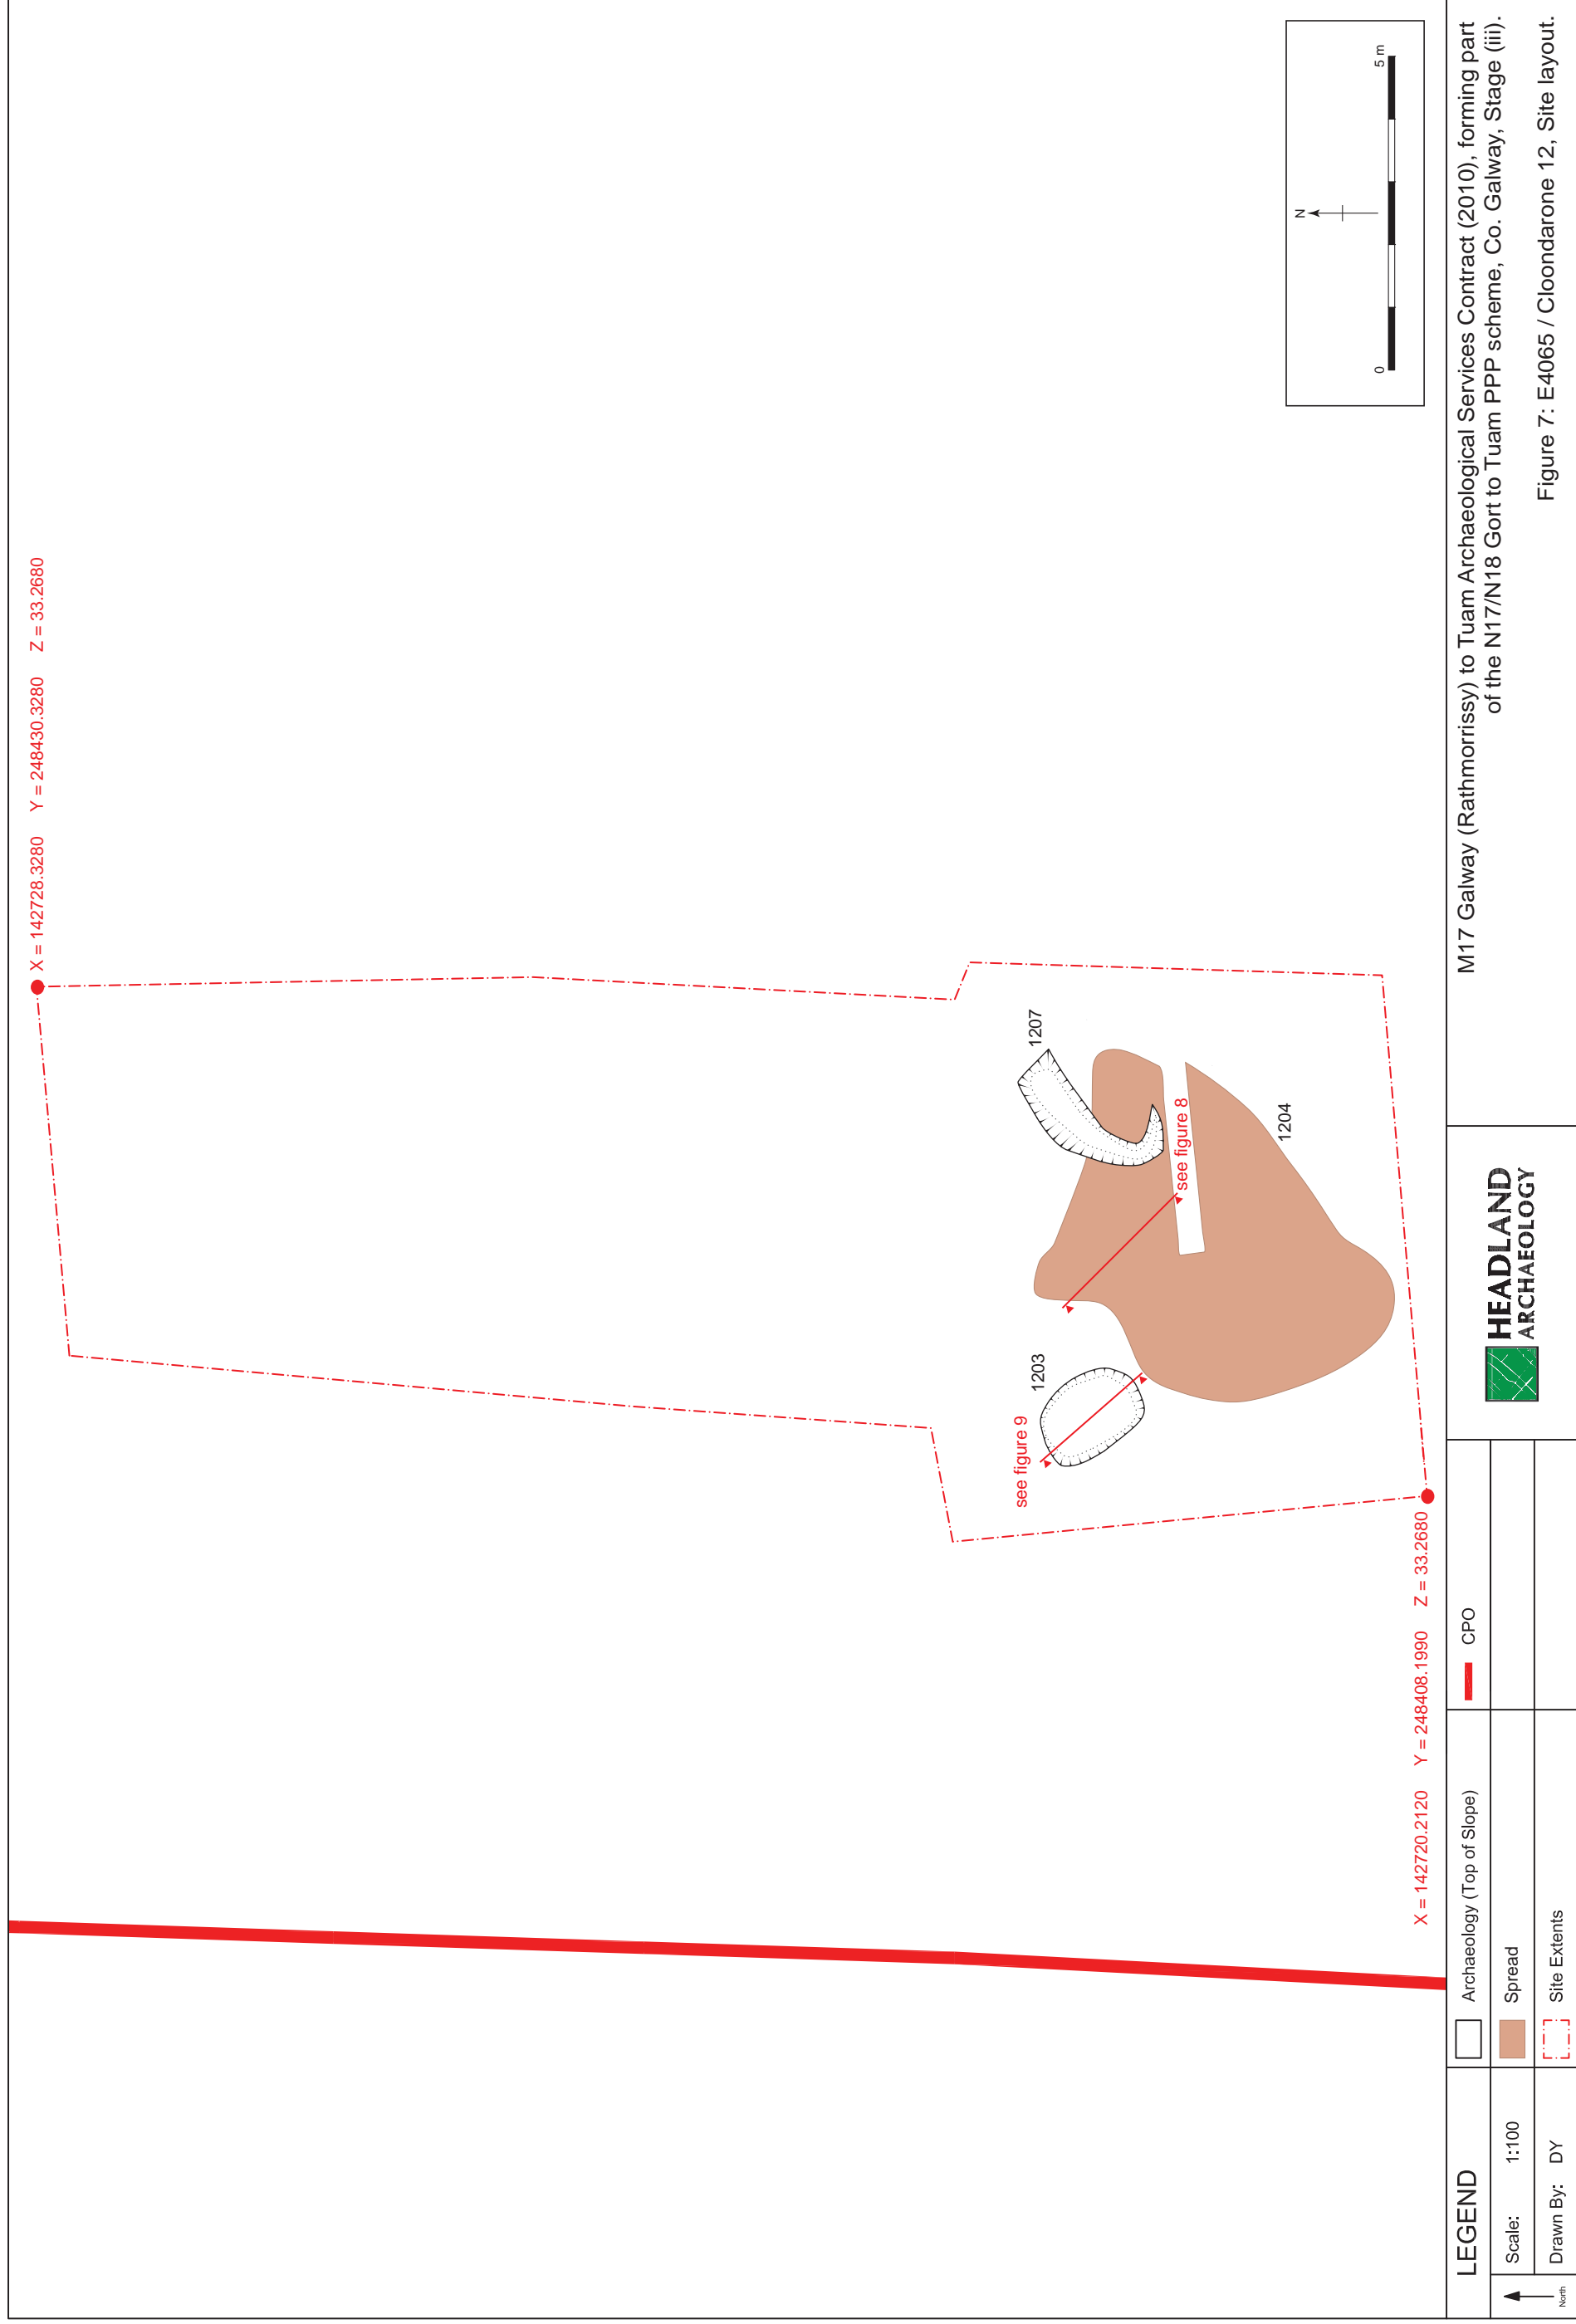 X = 142728.3280 Y = 248430.3280 Z = 33.2680
1207
see figure 8
1204
1203
see figure 9
X = 142720.2120 Y = 248408.1990 Z = 33.2680
N
0 5 m
LEGEND
Scale: 1:100
Drawn By: DY
North
Archaeology (Top of Slope)
Spread
Site Extents
CPO
HEADLAND
ARCHAEOLOGY
M17 Galway (Rathmorrissy) to Tuam Archaeological Services Contract (2010), forming part
of the N17/N18 Gort to Tuam PPP scheme, Co. Galway, Stage (iii).
Figure 7: E4065 / Cloondarone 12, Site layout.